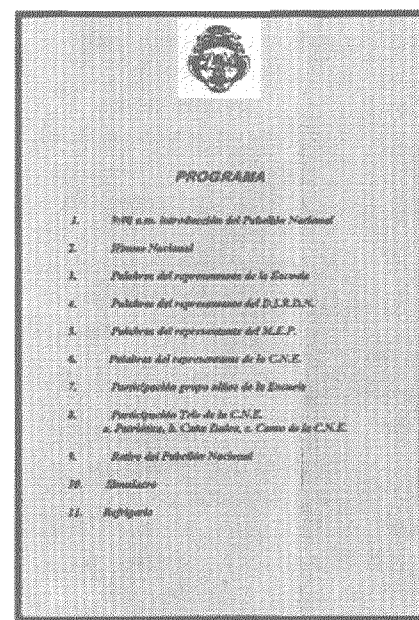 PROGRAMA
1. 9:00 a.m. introducción del Pabellón Nacional
2. Himno Nacional
3. Palabras del representante de la Escuela
4. Palabras del representante del D.I.R.D.N.
5. Palabras del representante del M.E.P.
6. Palabras del representante de la C.N.E.
7. Participación grupo niños de la Escuela
8. Participación Trío de la C.N.E.
a. Patriótica, b. Caña Dulce, c. Canto de la C.N.E.
9. Retiro del Pabellón Nacional
10. Simulacro
11. Refrigerio